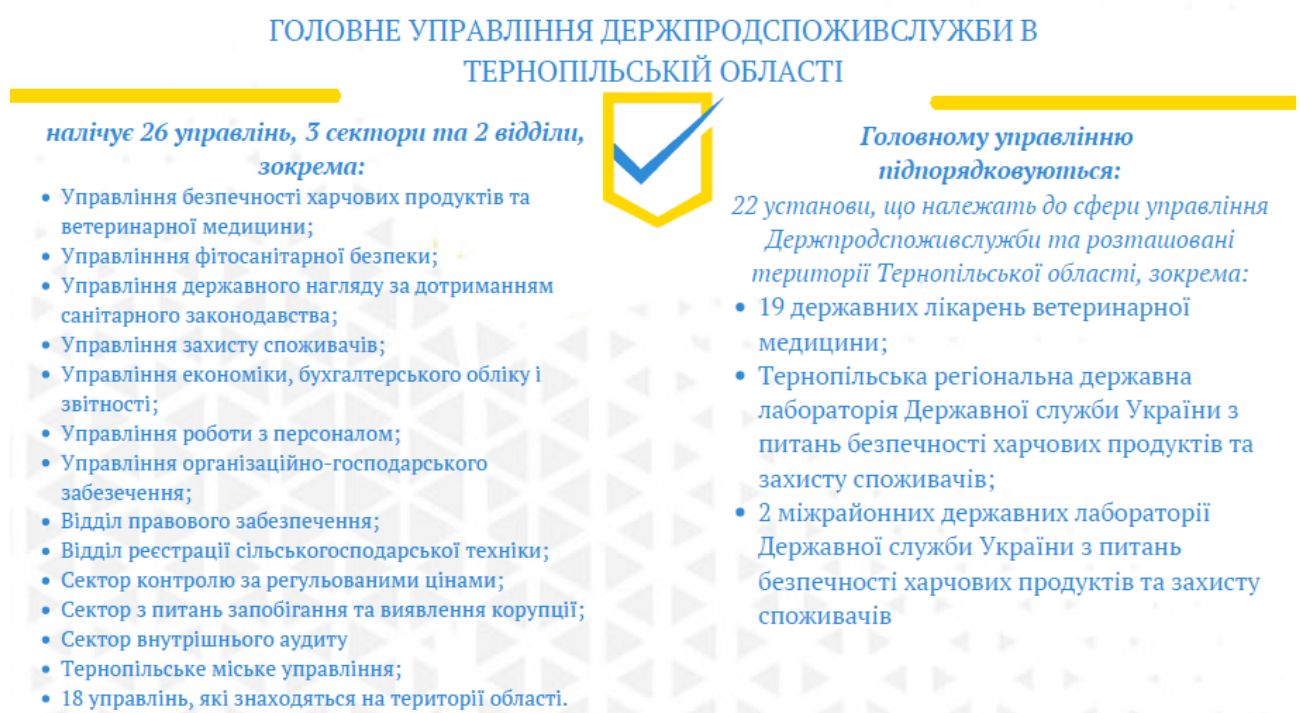 ГОЛОВНЕ УПРАВЛІННЯ ДЕРЖПРОДСПОЖИВСЛУЖБИ В
ТЕРНОПІЛЬСЬКІЙ ОБЛАСТІ
налічує 26 управлінь, 3 сектори та 2 відділи,
зокрема:
• Управління безпечності харчових продуктів та
ветеринарної медицини;
• Управлінння фітосанітарної безпеки;
• Управління державного нагляду за дотриманням
санітарного законодавства;
• Управління захисту споживачів;
• Управління економіки, бухгалтерського обліку і
звітності;
• Управління роботи з персоналом;
• Управління організаційно-господарського
забезечення;
• Відділ правового забезпечення;
• Відділ реєстрації сільськогосподарської техніки;
• Сектор контролю за регульованими цінами;
• Сектор з питань запобігання та виявлення корупції;
• Сектор внутрішнього аудиту
• Тернопільське міське управління;
• 18 управлінь, які знаходяться на території області.
Головному управлінню
підпорядковуються:
22 установи, що належать до сфери управління
Держпродспоживслужби та розташовані
території Тернопільської області, зокрема:
• 19 державних лікарень ветеринарної
медицини;
• Тернопільська регіональна державна
лабораторія Державної служби України з
питань безпечності харчових продуктів та
захисту споживачів;
• 2 міжрайонних державних лабораторії
Державної служби України з питань
безпечності харчових продуктів та захисту
споживачів